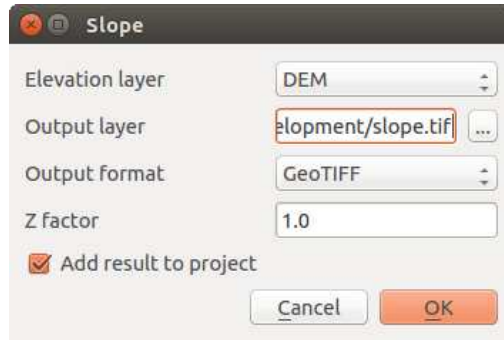 Slope
Elevation layer DEM
Output layer elopment/slope.tif ...
Output format GeoTIFF
Z factor 1.0
Add result to project
Cancel OK